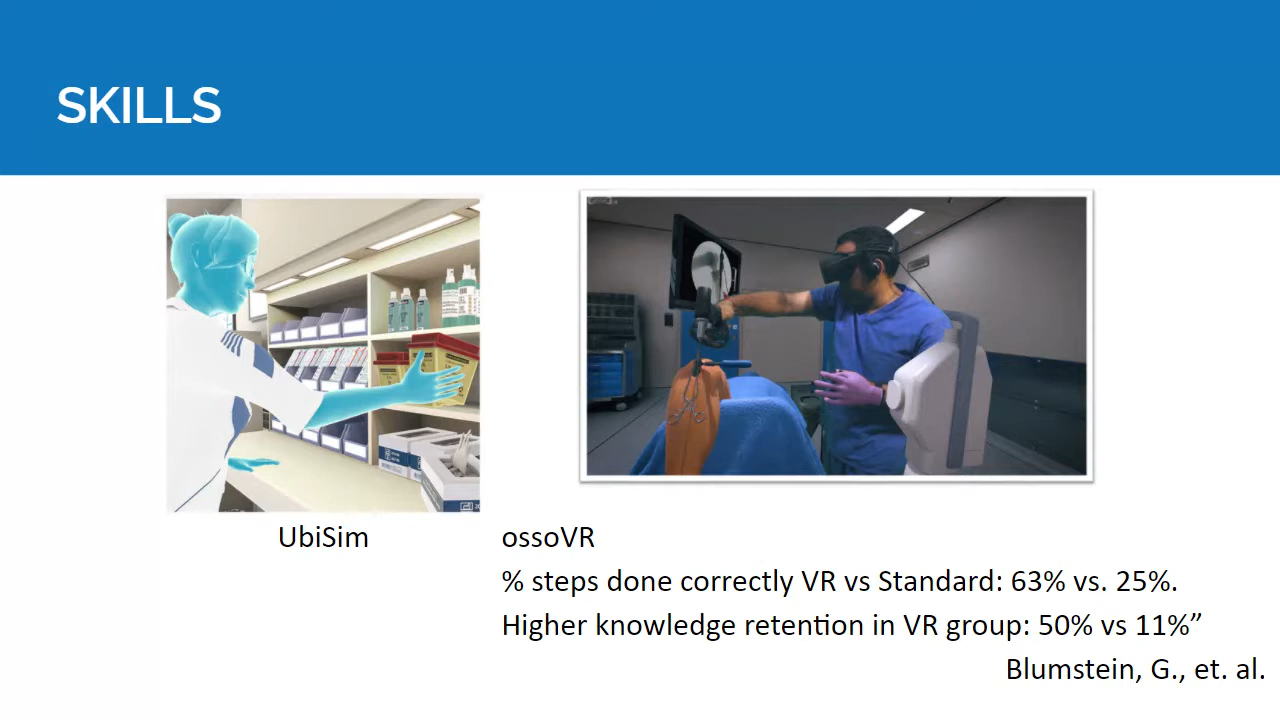 SKILLS
UbiSim
ossoVR
% steps done correctly VR vs Standard: 63% vs. 25%.
Higher knowledge retention in VR group: 50% vs 11%”
Blumstein, G., et. al.